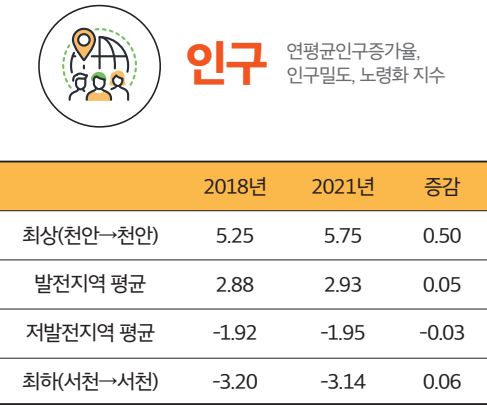 인구
연평균인구증가율,
인구밀도, 노령화 지수
2018년 2021년 증감
최상(천안→천안) 5.25 5.75 0.50
발전지역 평균 2.88 2.93 0.05
저발전지역 평균 -1.92 -1.95 -0.03
최하(서천→서천) -3.20 -3.14 0.06